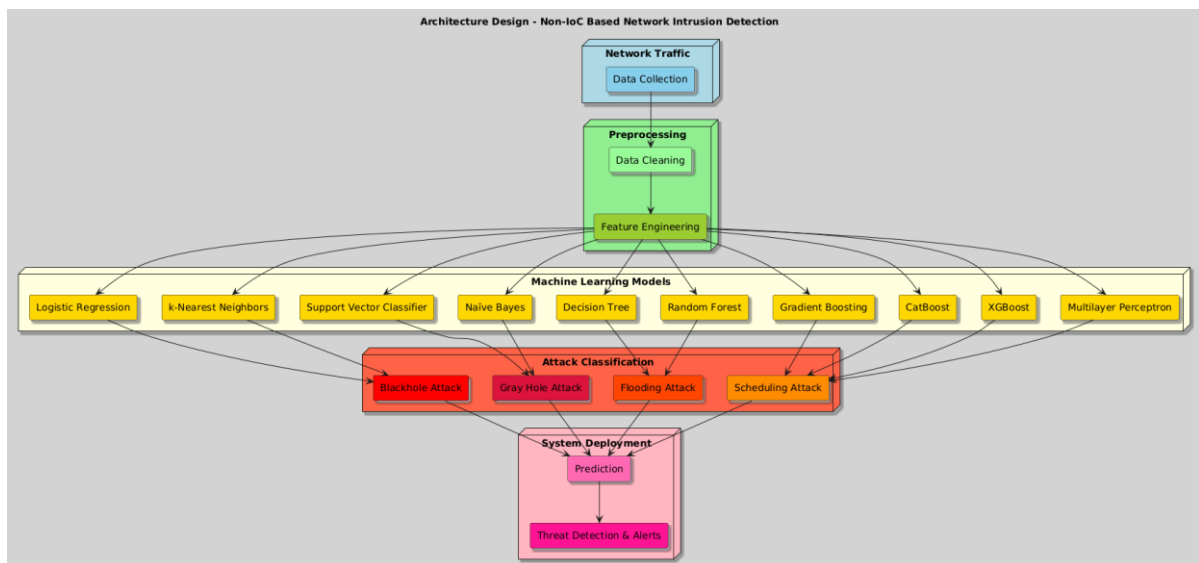 Architecture Design - Non-IoC Based Network Intrusion Detection
Network Traffic
Data Collection
Preprocessing
Data Cleaning
Feature Engineering
Machine Learning Models
Logistic Regression
k-Nearest Neighbors
Support Vector Classifier
Naïve Bayes
Decision Tree
Random Forest
Gradient Boosting
CatBoost
XGBoost
Multilayer Perceptron
Attack Classification
Blackhole Attack
Gray Hole Attack
Flooding Attack
Scheduling Attack
System Deployment
Prediction
Threat Detection & Alerts